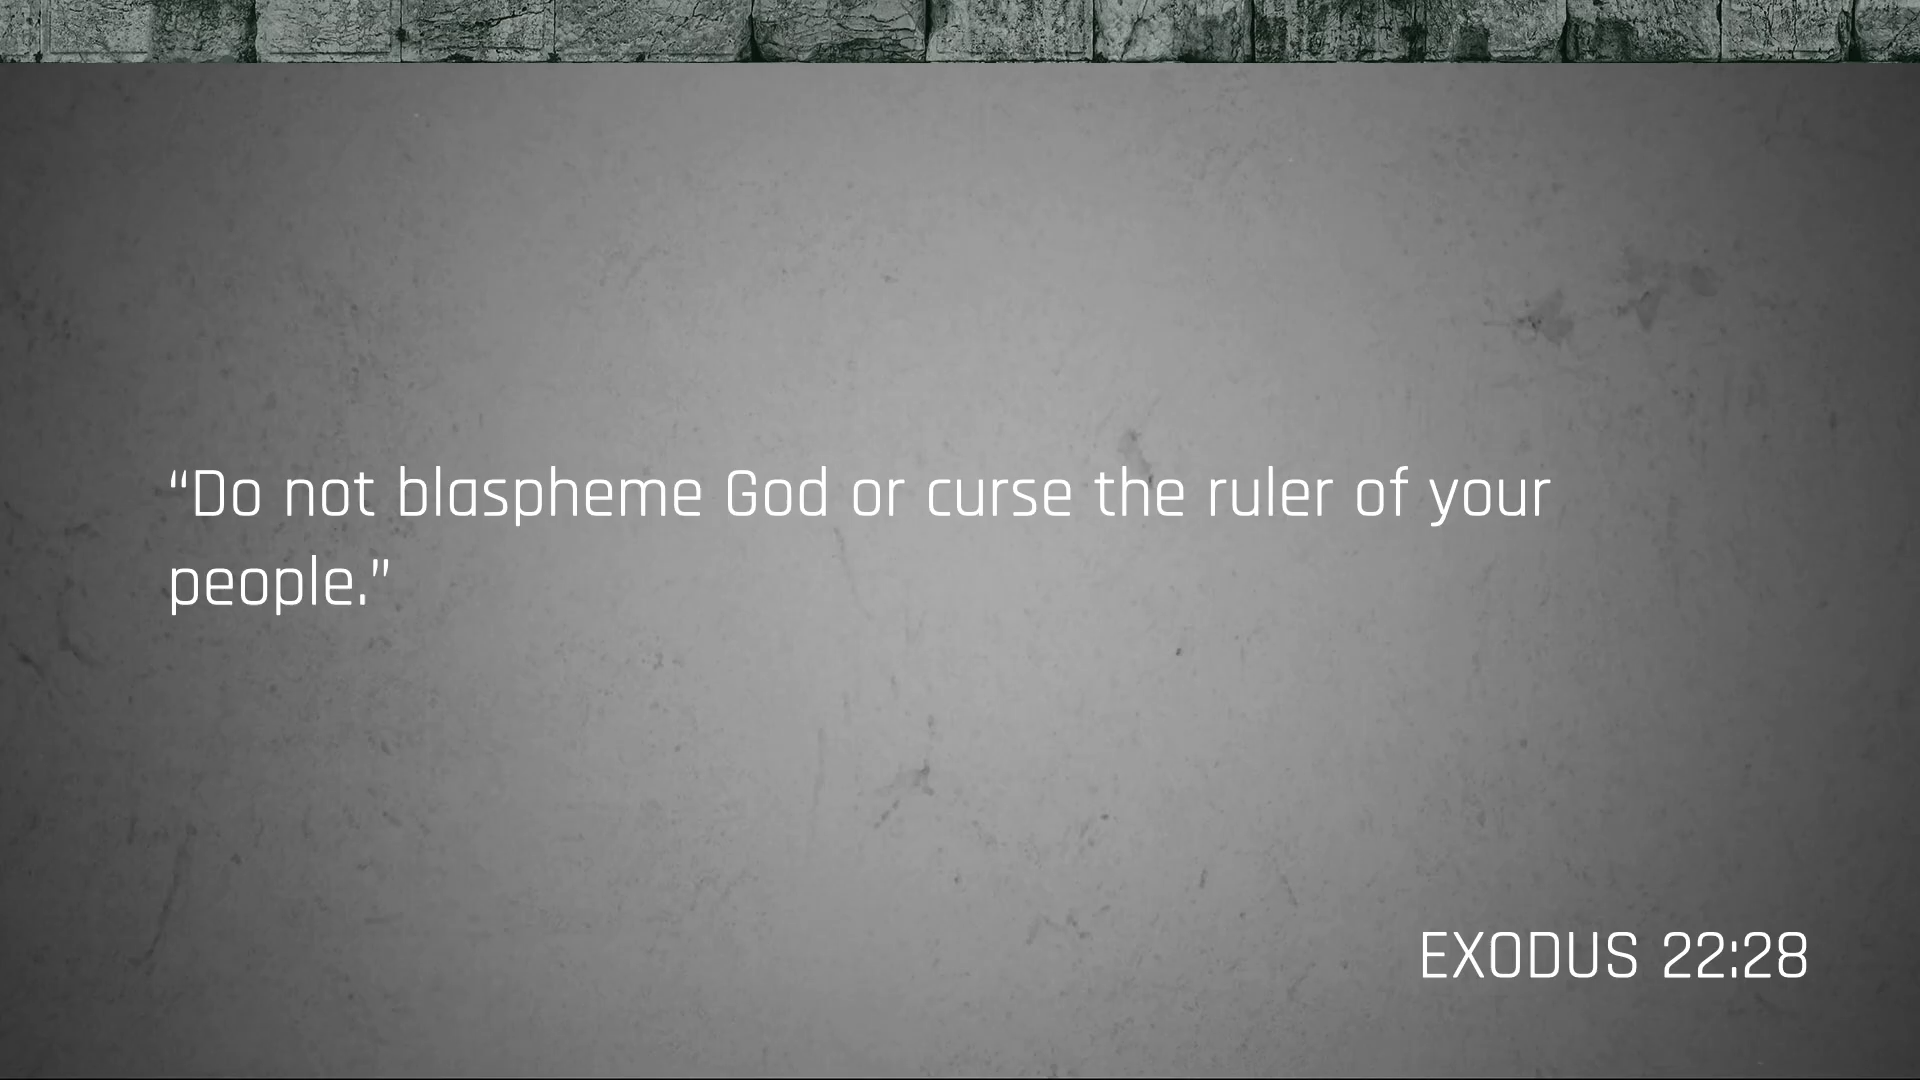 “Do not blaspheme God or curse the ruler of your
people.”
EXODUS 22:28